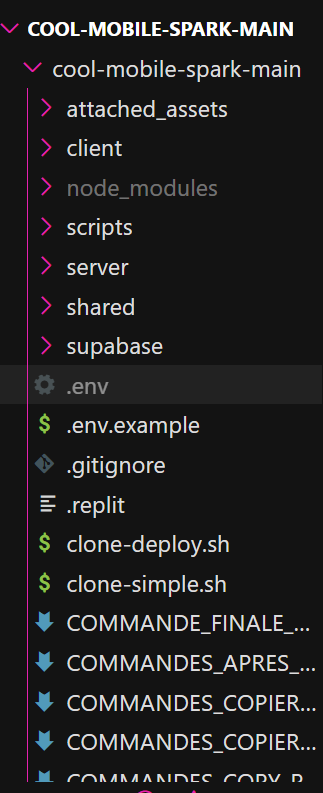 COOL-MOBILE-SPARK-MAIN
cool-mobile-spark-main
attached_assets
client
node_modules
scripts
server
shared
supabase
.env
$ .env.example
.gitignore
.replit
$ clone-deploy.sh
$ clone-simple.sh
COMMANDE_FINALE_...
COMMANDES_APRES_...
COMMANDES_COPIER...
COMMANDES_COPIER...
COMMANDES_COPY_P...